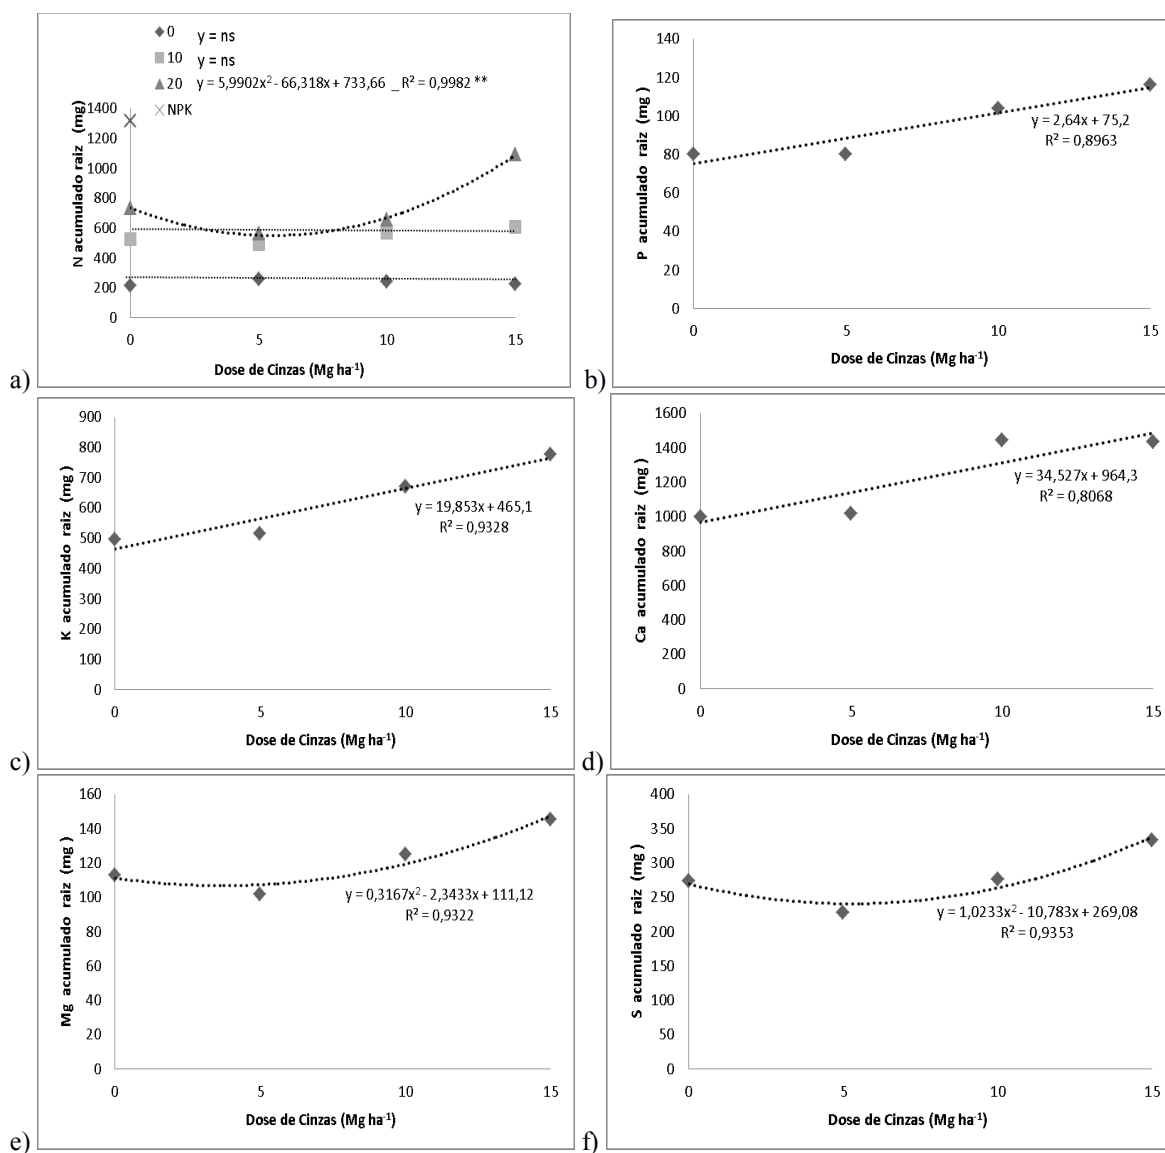 0 y = ns
10 y = ns
20 y = 5,9902x² - 66,318x + 733,66 _ R² = 0,9982 **
NPK
N acumulado raiz (mg)
1400
1200
1000
800
600
400
200
0
0 5 10 15
Dose de Cinzas (Mg ha⁻¹)
a)
P acumulado raiz (mg)
140
120
100
80
60
40
20
0
y = 2,64x + 75,2
R² = 0,8963
0 5 10 15
Dose de Cinzas (Mg ha⁻¹)
b)
K acumulado raiz (mg)
900
800
700
600
500
400
300
200
100
0
y = 19,853x + 465,1
R² = 0,9328
0 5 10 15
Dose de Cinzas (Mg ha⁻¹)
c)
Ca acumulado raiz (mg)
1600
1400
1200
1000
800
600
400
200
0
y = 34,527x + 964,3
R² = 0,8068
0 5 10 15
Dose de Cinzas (Mg ha⁻¹)
d)
Mg acumulado raiz (mg)
160
140
120
100
80
60
40
20
0
y = 0,3167x² - 2,3433x + 111,12
R² = 0,9322
0 5 10 15
Dose de Cinzas (Mg ha⁻¹)
e)
S acumulado raiz (mg)
400
350
300
250
200
150
100
50
0
y = 1,0233x² - 10,783x + 269,08
R² = 0,9353
0 5 10 15
Dose de Cinzas (Mg ha⁻¹)
f)